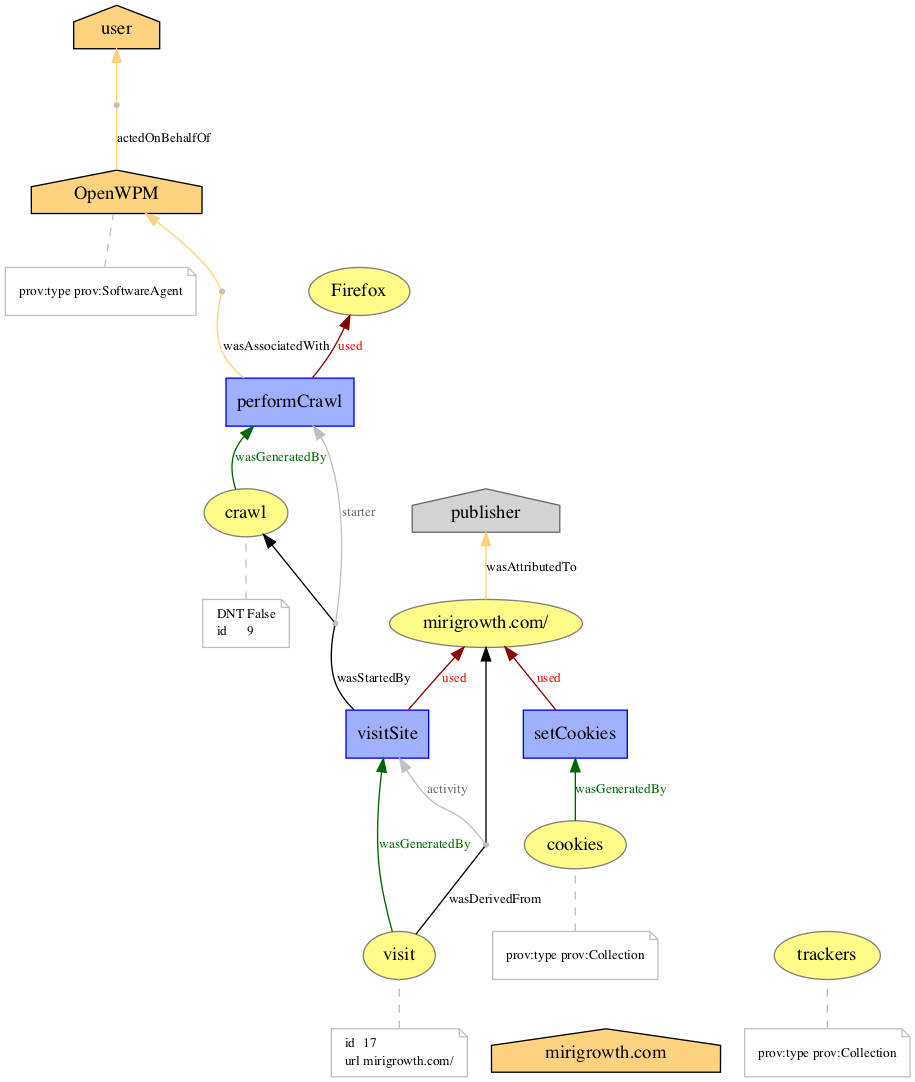 user
actedOnBehalfOf
OpenWPM
prov:type prov:SoftwareAgent
Firefox
wasAssociatedWith
used
performCrawl
wasGeneratedBy
crawl
starter
publisher
wasAttributedTo
DNT False
id 9
mirigrowth.com/
wasStartedBy
used
used
visitSite
setCookies
activity
wasGeneratedBy
wasGeneratedBy
cookies
wasDerivedFrom
visit
prov:type prov:Collection
trackers
id 17
url mirigrowth.com/
mirigrowth.com
prov:type prov:Collection